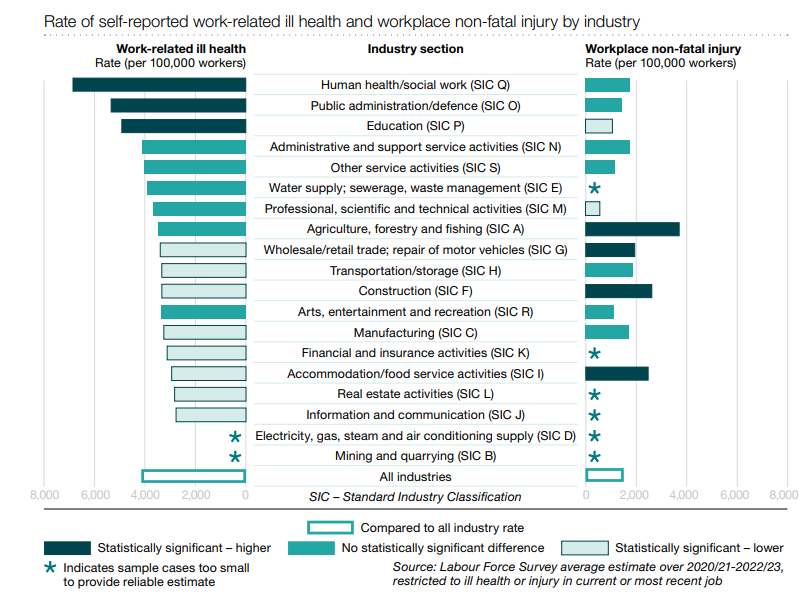 Rate of self-reported work-related ill health and workplace non-fatal injury by industry
Work-related ill health
Rate (per 100,000 workers)
Industry section
Workplace non-fatal injury
Rate (per 100,000 workers)
Human health/social work (SIC Q)
Public administration/defence (SIC O)
Education (SIC P)
Administrative and support service activities (SIC N)
Other service activities (SIC S)
Water supply; sewerage, waste management (SIC E)
*
Professional, scientific and technical activities (SIC M)
Agriculture, forestry and fishing (SIC A)
Wholesale/retail trade; repair of motor vehicles (SIC G)
Transportation/storage (SIC H)
Construction (SIC F)
Arts, entertainment and recreation (SIC R)
Manufacturing (SIC C)
Financial and insurance activities (SIC K)
*
Accommodation/food service activities (SIC I)
Real estate activities (SIC L)
*
Information and communication (SIC J)
*
* Electricity, gas, steam and air conditioning supply (SIC D) *
* Mining and quarrying (SIC B) *
All industries
8,000 6,000 4,000 2,000 0
SIC – Standard Industry Classification
0 2,000 4,000 6,000 8,000
Compared to all industry rate
Statistically significant – higher
No statistically significant difference
Statistically significant – lower
* Indicates sample cases too small
to provide reliable estimate
Source: Labour Force Survey average estimate over 2020/21-2022/23,
restricted to ill health or injury in current or most recent job